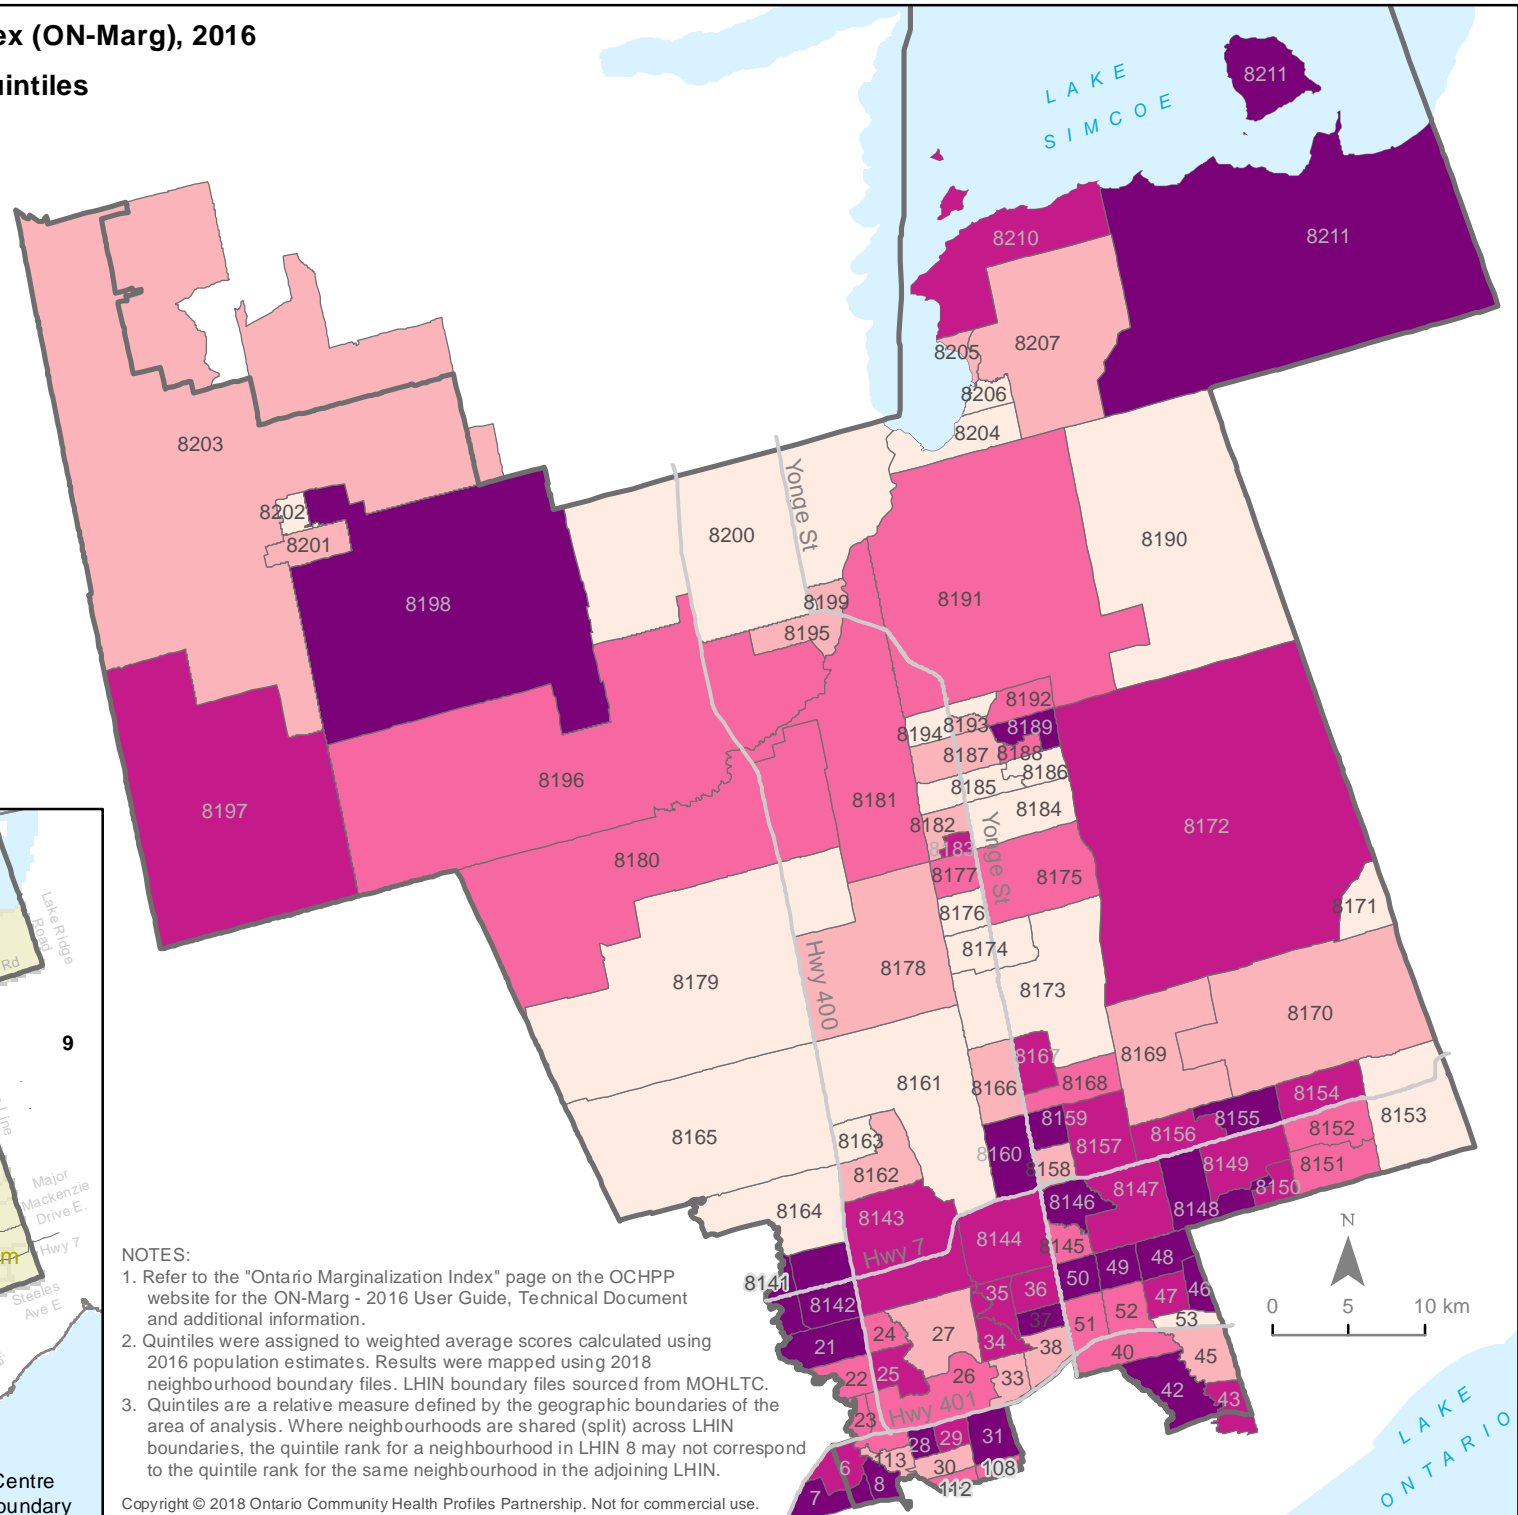 ex (ON-Marg), 2016
uintiles
LAKE
SIMCOE
8211
8211
8210
8207
8205
8206
8204
8203
8202
8201
8198
8200
Yonge St
8199
8195
8191
8190
8192
8193
8194
8189
8188
8187
8186
8185
8184
8196
8197
8181
8182
8183
Yonge St
8172
8180
8177
8175
8176
8171
8174
8179
8178
8173
Hwy 400
8170
8169
8167
8166
8168
8161
8165
8163
8162
8164
8160
8159
8158
8157
8156
8155
8154
8153
8152
8151
8150
8149
8148
8147
8146
8145
8144
8143
Hwy 7
8141
8142
21
24
27
35
36
50
49
48
46
47
52
51
53
37
34
38
40
45
22
25
26
33
42
43
23
Hwy 401
28
29
31
113
30
108
112
6
7
8
N
0 5 10 km
LAKE
ONTARIO
Lake Ridge
Road
Rd
9
Line
Major
Mackenzie
Drive E.
Hwy 7
m
Steeles
Ave E
Centre
oundary
NOTES:
1. Refer to the "Ontario Marginalization Index" page on the OCHPP
website for the ON-Marg - 2016 User Guide, Technical Document
and additional information.
2. Quintiles were assigned to weighted average scores calculated using
2016 population estimates. Results were mapped using 2018
neighbourhood boundary files. LHIN boundary files sourced from MOHLTC.
3. Quintiles are a relative measure defined by the geographic boundaries of the
area of analysis. Where neighbourhoods are shared (split) across LHIN
boundaries, the quintile rank for a neighbourhood in LHIN 8 may not correspond
to the quintile rank for the same neighbourhood in the adjoining LHIN.
Copyright © 2018 Ontario Community Health Profiles Partnership. Not for commercial use.